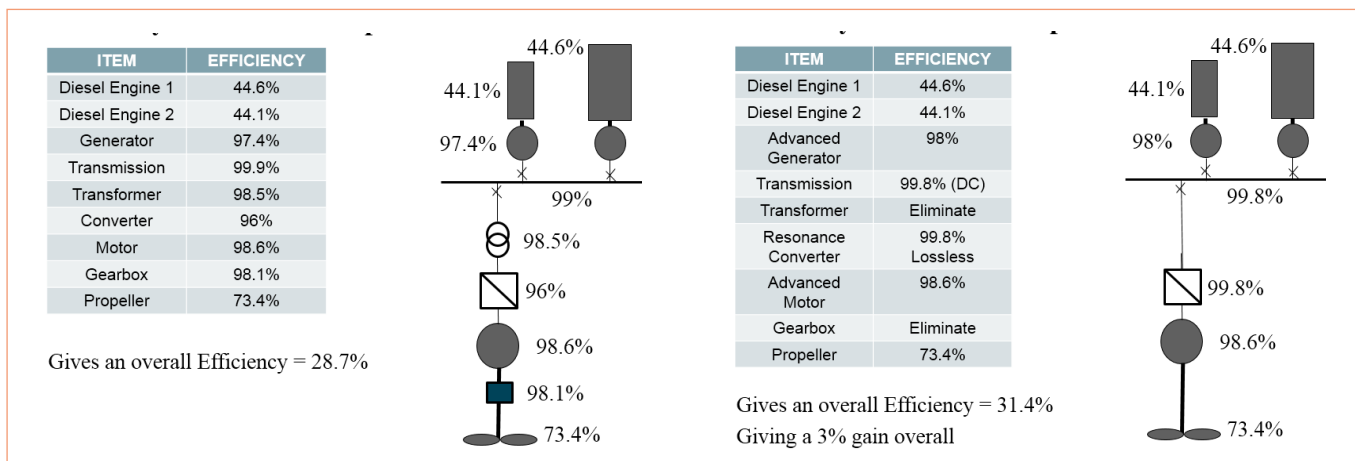 ITEM EFFICIENCY
Diesel Engine 1 44.6%
Diesel Engine 2 44.1%
Generator 97.4%
Transmission 99.9%
Transformer 98.5%
Converter 96%
Motor 98.6%
Gearbox 98.1%
Propeller 73.4%
Gives an overall Efficiency = 28.7%
44.6%
44.1%
97.4%
99%
98.5%
96%
98.6%
98.1%
73.4%
ITEM EFFICIENCY
Diesel Engine 1 44.6%
Diesel Engine 2 44.1%
Advanced
Generator 98%
Transmission 99.8% (DC)
Transformer Eliminate
Resonance 99.8%
Converter Lossless
Advanced
Motor 98.6%
Gearbox Eliminate
Propeller 73.4%
Gives an overall Efficiency = 31.4%
Giving a 3% gain overall
44.6%
44.1%
98%
99.8%
99.8%
98.6%
73.4%